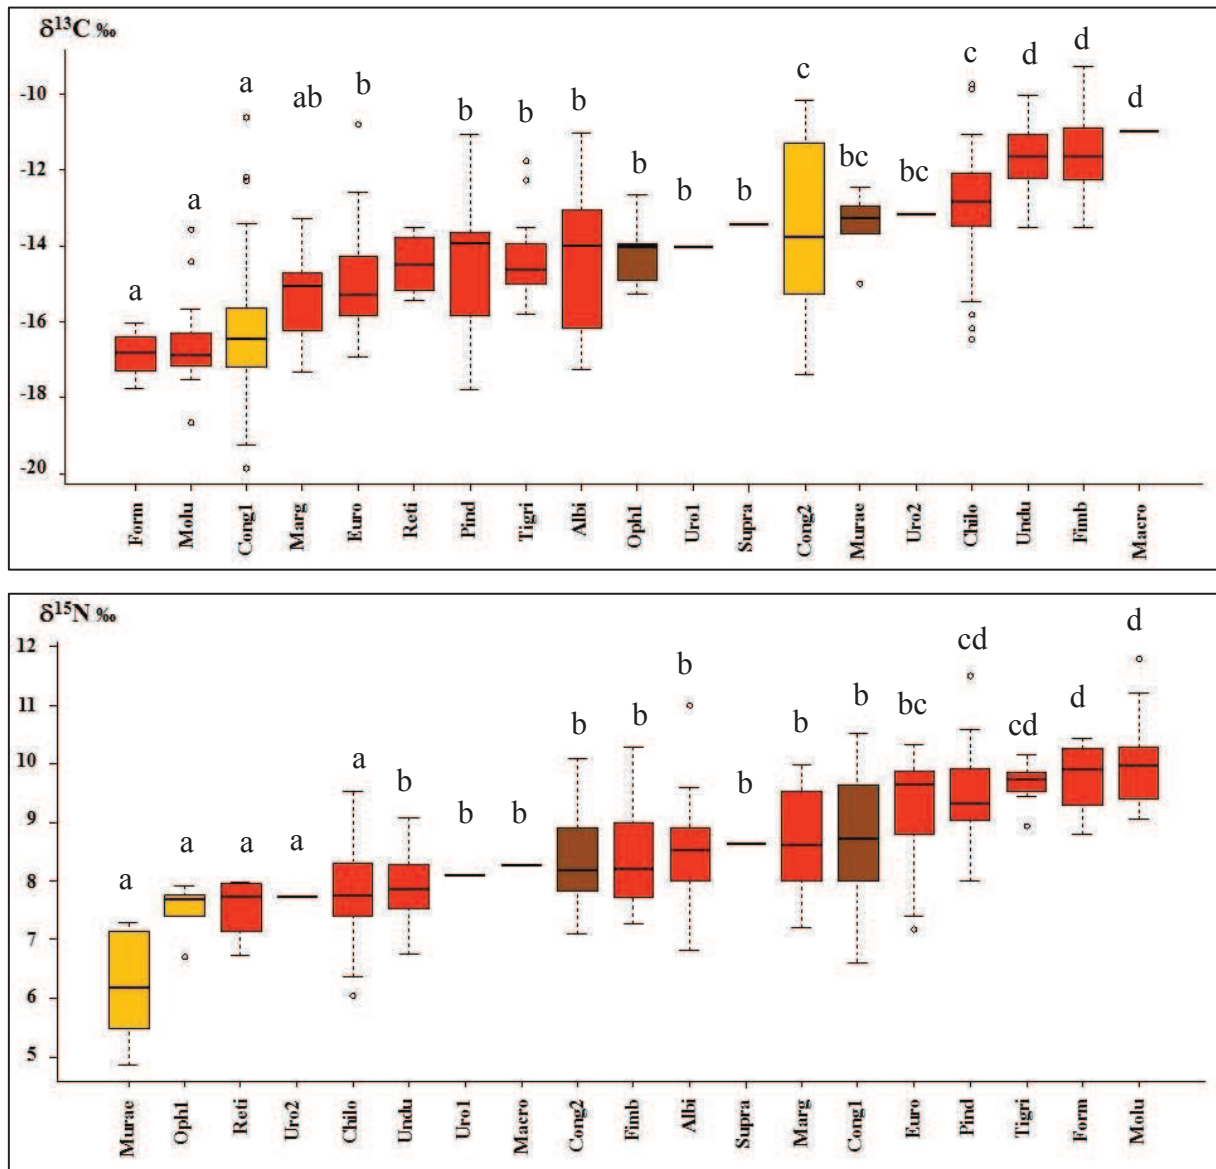 δ¹³C ‰
-10
-12
-14
-16
-18
-20
a a a ab b b b b b b b c bc bc c d d d
Form Molu Cong1 Marg Euro Reti Pind Tigri Albi Oph1 Uro1 Supra Cong2 Murae Uro2 Chilo Undu Fimb Macro
δ¹⁵N ‰
12
11
10
9
8
7
6
5
a a a a a b b b b b b b b b bc cd cd d d
Murae Oph1 Reti Uro2 Chilo Undu Uro1 Macro Cong2 Fimb Albi Supra Marg Cong1 Euro Pind Tigri Form Molu